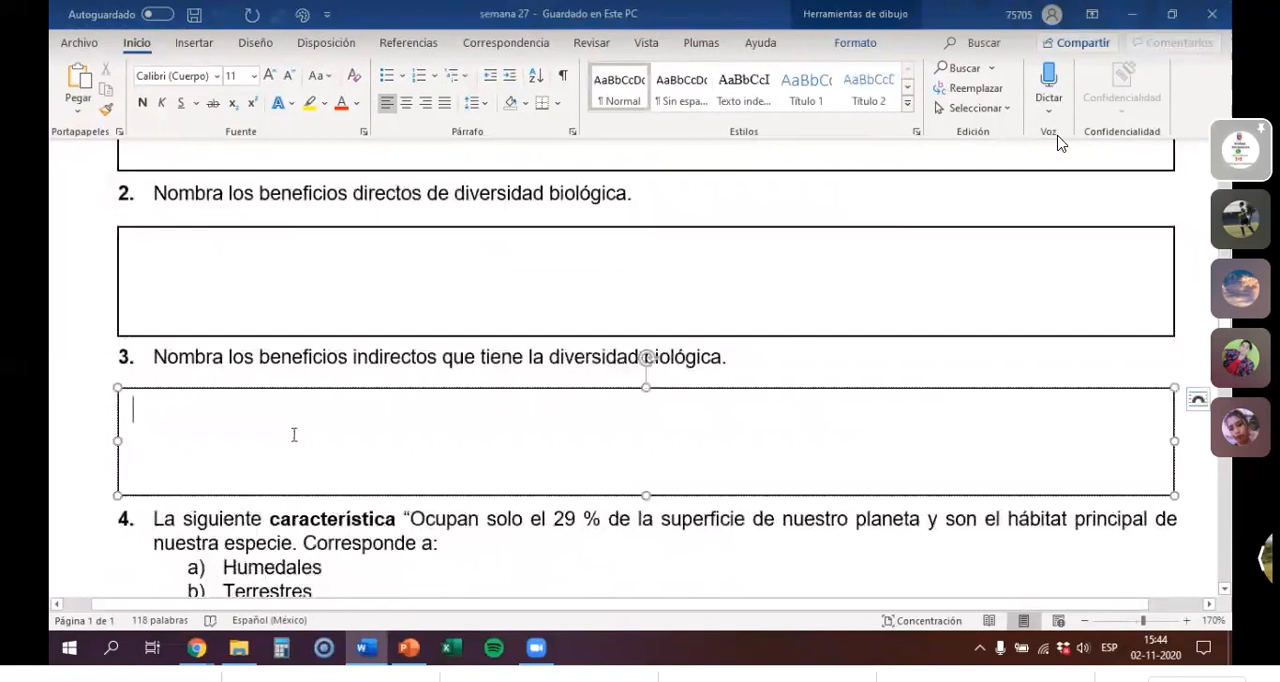 Autoguardado
semana 27 - Guardado en Este PC
Herramientas de dibujo
75705
Archivo Inicio Insertar Diseño Disposición Referencias Correspondencia Revisar Vista Plumas Ayuda Formato Buscar Compartir Comentarios
Pegar
Calibri (Cuerpo) 11
N K S
AaBbCcDc AaBbCcDc AaBbCcI AaBbC AaBbCcD
¶ Normal ¶ Sin espa... Texto inde... Título 1 Título 2
Buscar
Reemplazar
Seleccionar
Dictar
Confidencialidad
Portapapeles Fuente Párrafo Estilos Edición Voz Confidencialidad
2. Nombra los beneficios directos de diversidad biológica.
3. Nombra los beneficios indirectos que tiene la diversidad biológica.
4. La siguiente característica “Ocupan solo el 29 % de la superficie de nuestro planeta y son el hábitat principal de
nuestra especie. Corresponde a:
a) Humedales
b) Terrestres
Página 1 de 1 118 palabras Español (México) Concentración 170%
ESP
15:44
02-11-2020